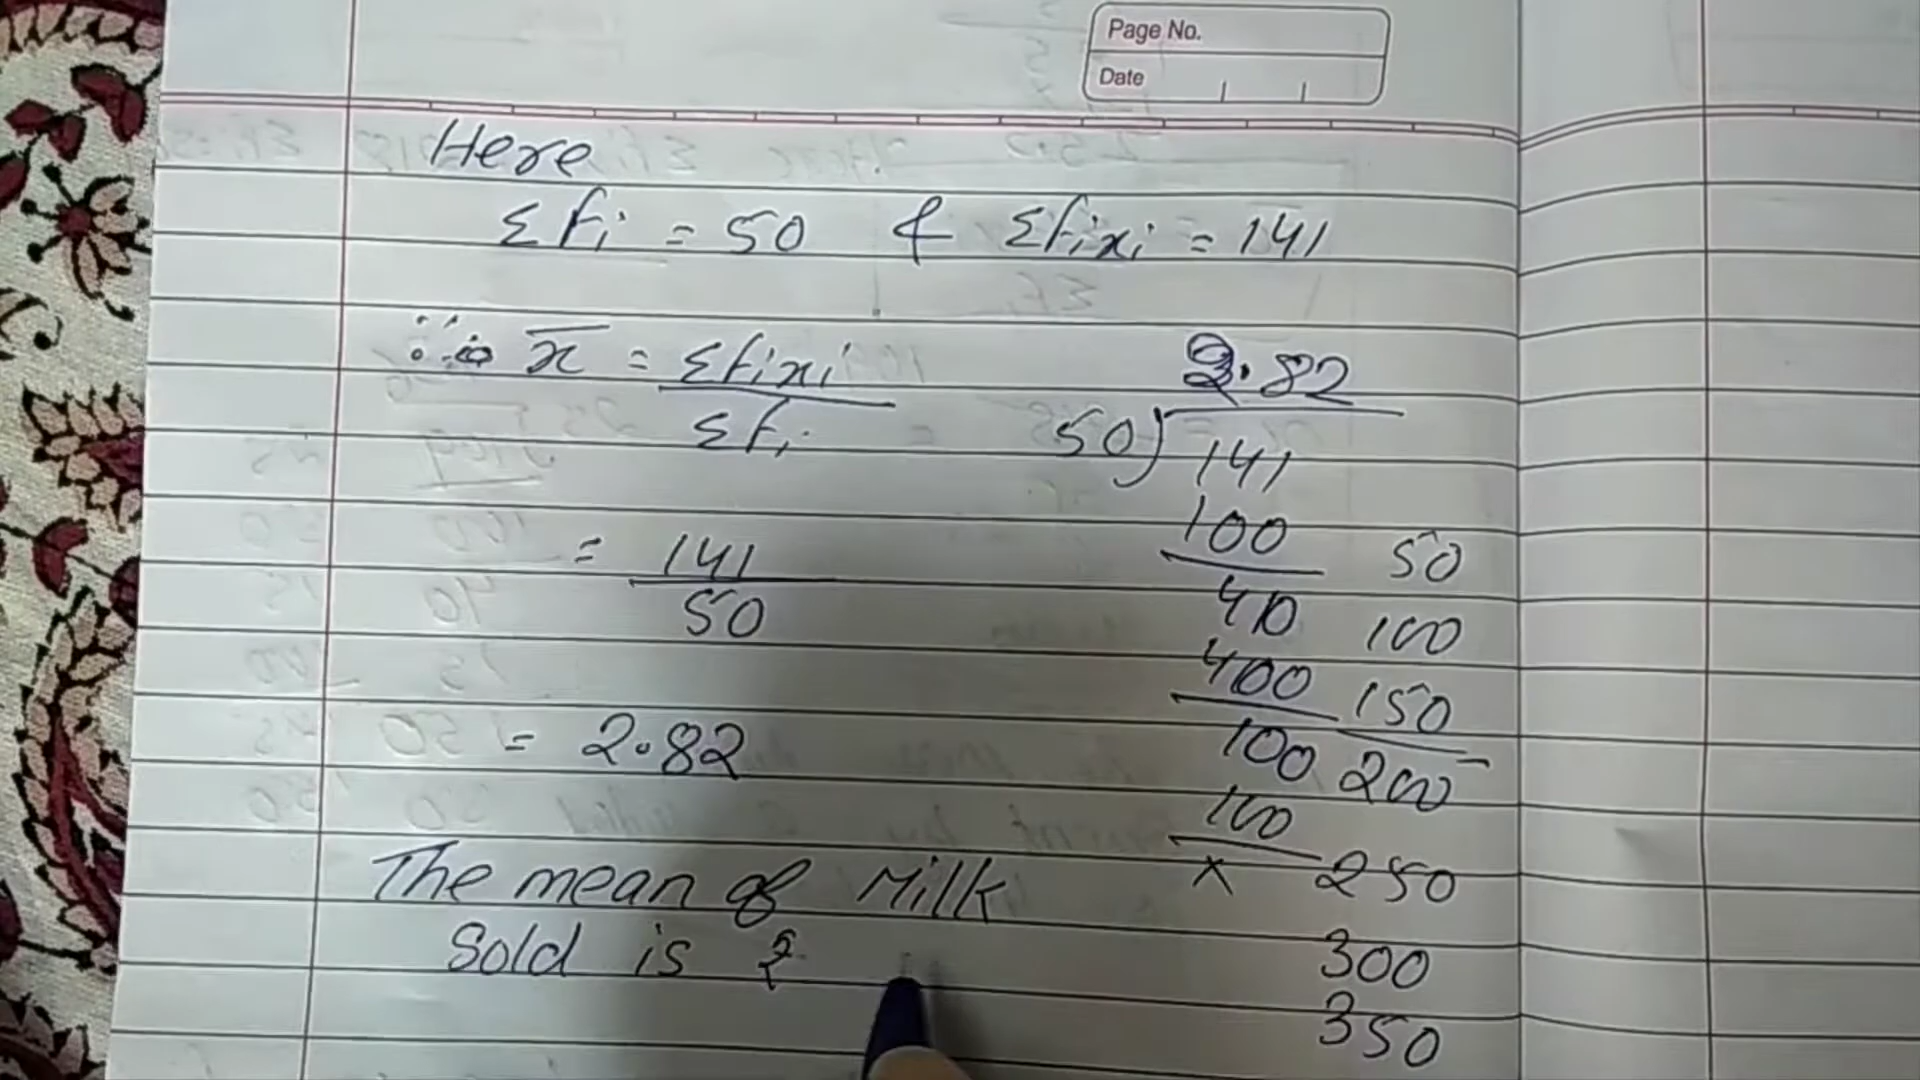 Page No.
Date
Here
Σfi = 50 & Σfixi = 141
∴ x̄ = Σfixi
Σfi
= 141
50
= 2.82
The mean of Milk
Sold is ₹
2.82
50)141
100
410
400
100
100
×
50
100
150
200
250
300
350